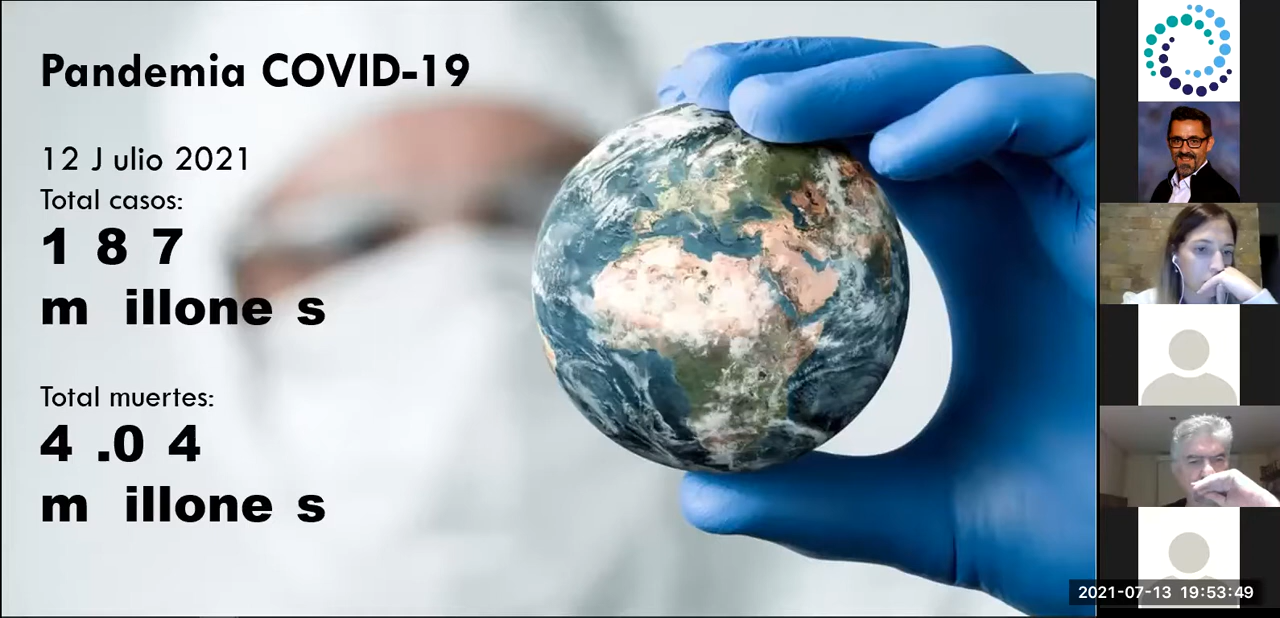 Pandemia COVID-19
12 J ulio 2021
Total casos:
1 8 7
m illone s
Total muertes:
4 .0 4
m illone s
2021-07-13 19:53:49